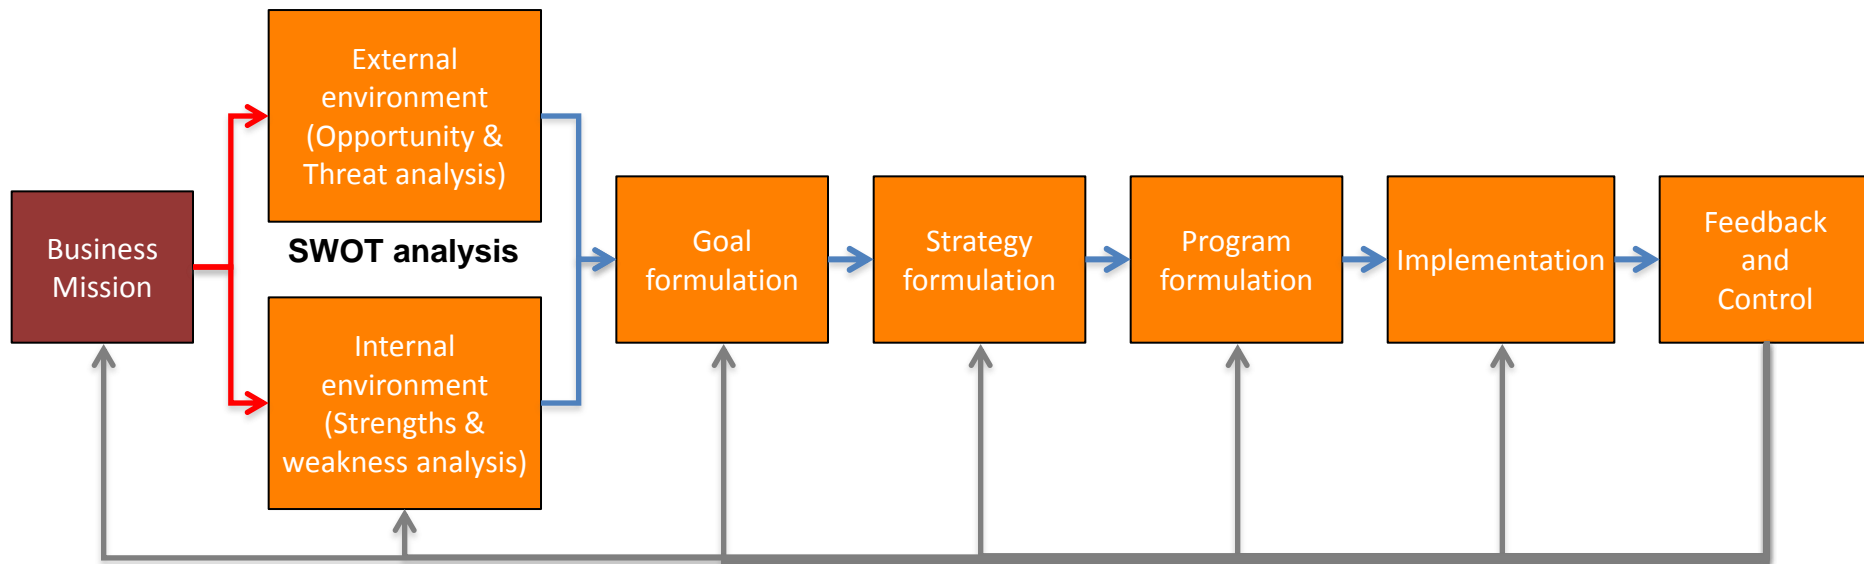 Business
Mission
External
environment
(Opportunity &
Threat analysis)
SWOT analysis
Internal
environment
(Strengths &
weakness analysis)
Goal
formulation
Strategy
formulation
Program
formulation
Implementation
Feedback
and
Control